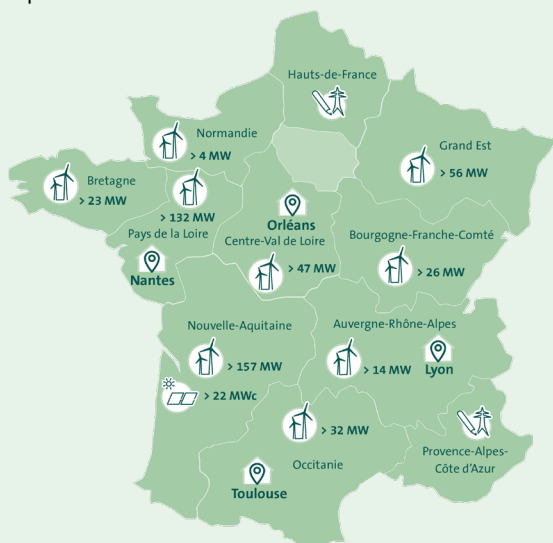 Hauts-de-France
Normandie
> 4 MW
Grand Est
> 56 MW
Bretagne
> 23 MW
> 132 MW
Pays de la Loire
Orléans
Centre-Val de Loire
> 47 MW
Bourgogne-Franche-Comté
> 26 MW
Nantes
Nouvelle-Aquitaine
> 157 MW
> 22 MWc
Auvergne-Rhône-Alpes
> 14 MW
Lyon
> 32 MW
Occitanie
Toulouse
Provence-Alpes-
Côte d'Azur